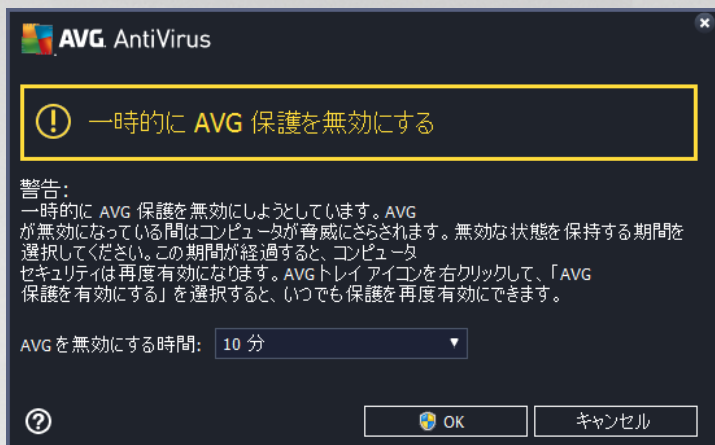 AVG AntiVirus
一時的に AVG 保護を無効にする
警告:
一時的に AVG 保護を無効にしようとしています。AVG
が無効になっている間はコンピュータが脅威にさらされます。無効な状態を保持する期間を
選択してください。この期間が経過すると、コンピュータ
セキュリティは再度有効になります。AVGトレイ アイコンを右クリックして、「AVG
保護を有効にする」を選択すると、いつでも保護を再度有効にできます。
AVGを無効にする時間: 10 分
OK キャンセル